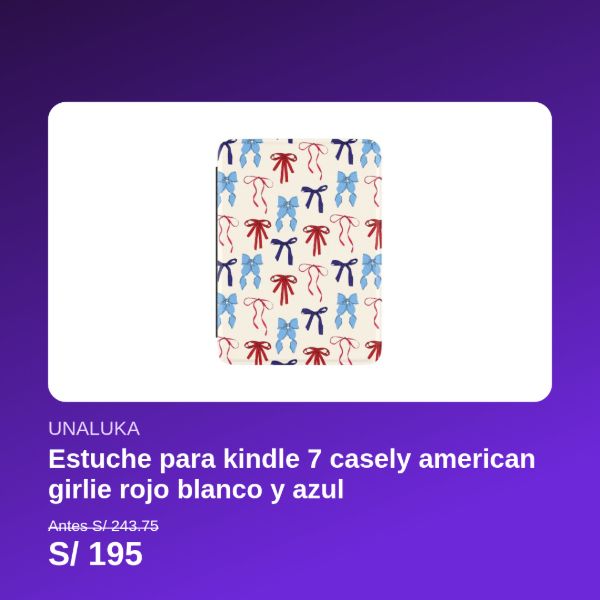 UNALUKA
Estuche para kindle 7 casely american
girlie rojo blanco y azul
Antes S/ 243.75
S/ 195